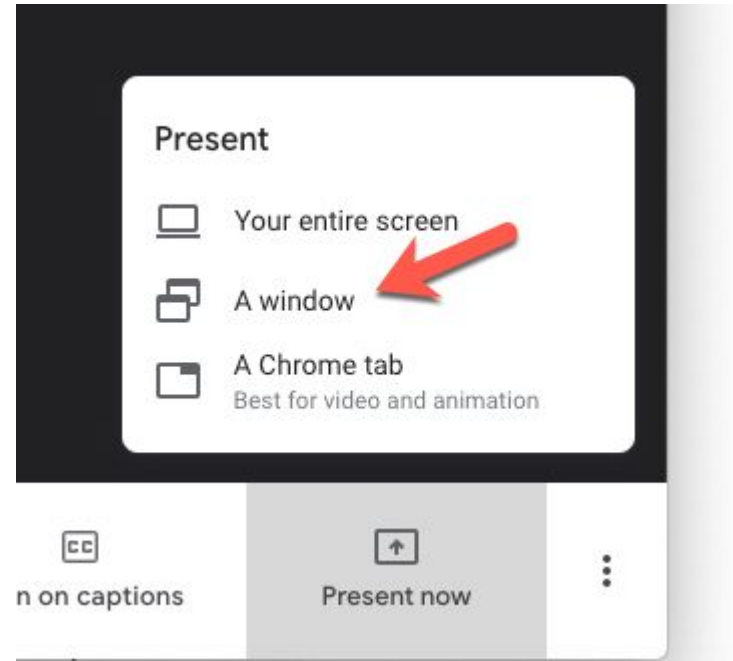 Present
Your entire screen
A window
A Chrome tab
Best for video and animation
CC
n on captions
Present now